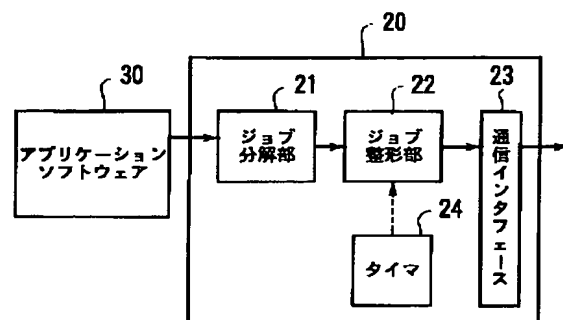 20
30
アプリケーション
ソフトウェア
21
ジョブ
分解部
22
ジョブ
整形部
23
通信インタフェース
24
タイマ